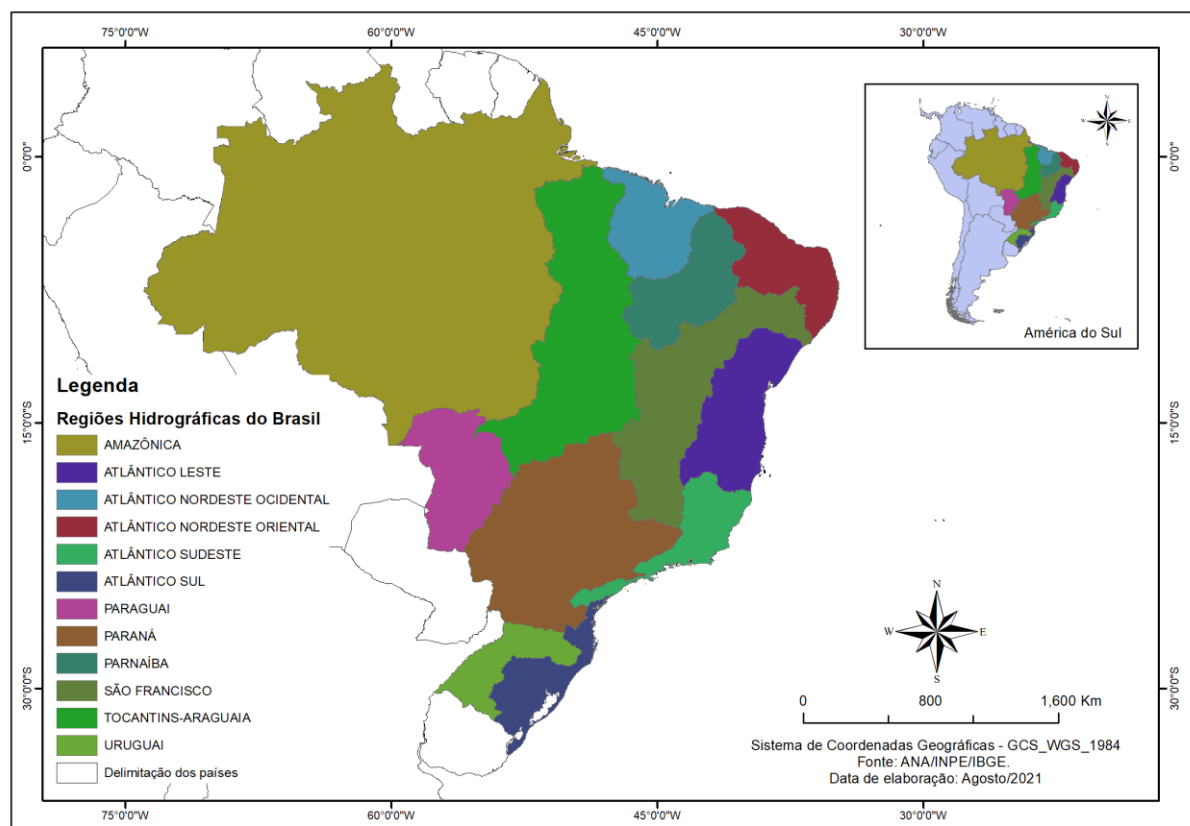 75°0'0"W 60°0'0"W 45°0'0"W 30°0'0"W
0°0'0" 0°0'0"
15°0'0"S 15°0'0"S
30°0'0"S 30°0'0"S
N
W E
S
América do Sul
Legenda
Regiões Hidrográficas do Brasil
AMAZÔNICA
ATLÂNTICO LESTE
ATLÂNTICO NORDESTE OCIDENTAL
ATLÂNTICO NORDESTE ORIENTAL
ATLÂNTICO SUDESTE
ATLÂNTICO SUL
PARAGUAI
PARANÁ
PARNAÍBA
SÃO FRANCISCO
TOCANTINS-ARAGUAIA
URUGUAI
Delimitação dos países
N
W E
S
0 800 1,600 Km
Sistema de Coordenadas Geográficas - GCS_WGS_1984
Fonte: ANA/INPE/IBGE.
Data de elaboração: Agosto/2021
75°0'0"W 60°0'0"W 45°0'0"W 30°0'0"W